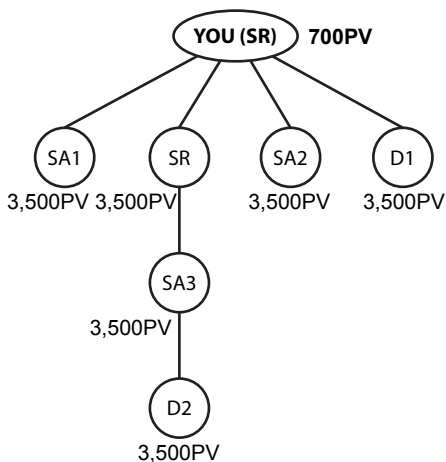 YOU (SR) 700PV
SA1 SR SA2 D1
3,500PV 3,500PV 3,500PV 3,500PV
SA3
3,500PV
D2
3,500PV